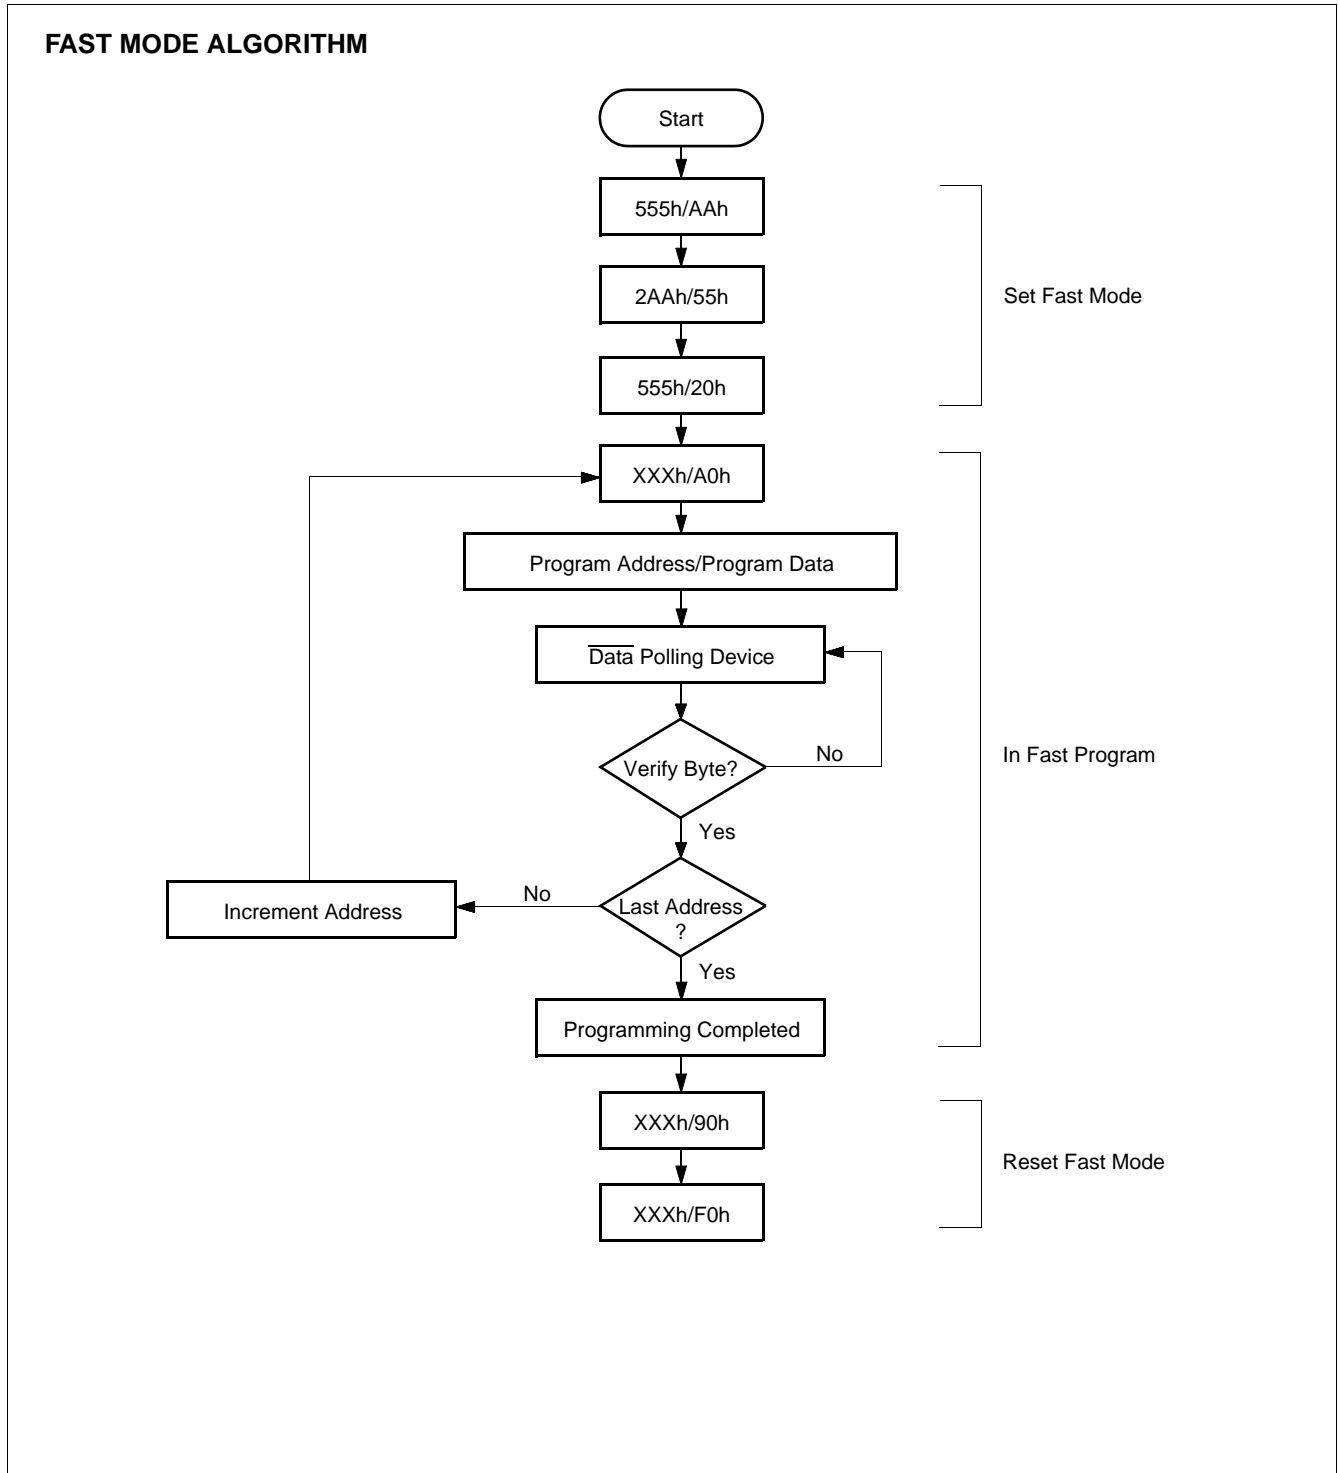 FAST MODE ALGORITHM
Start
555h/AAh
2AAh/55h
Set Fast Mode
555h/20h
XXXh/A0h
Program Address/Program Data
Data Polling Device
Verify Byte?
No
In Fast Program
Yes
Increment Address
No
Last Address
?
Yes
Programming Completed
XXXh/90h
Reset Fast Mode
XXXh/F0h